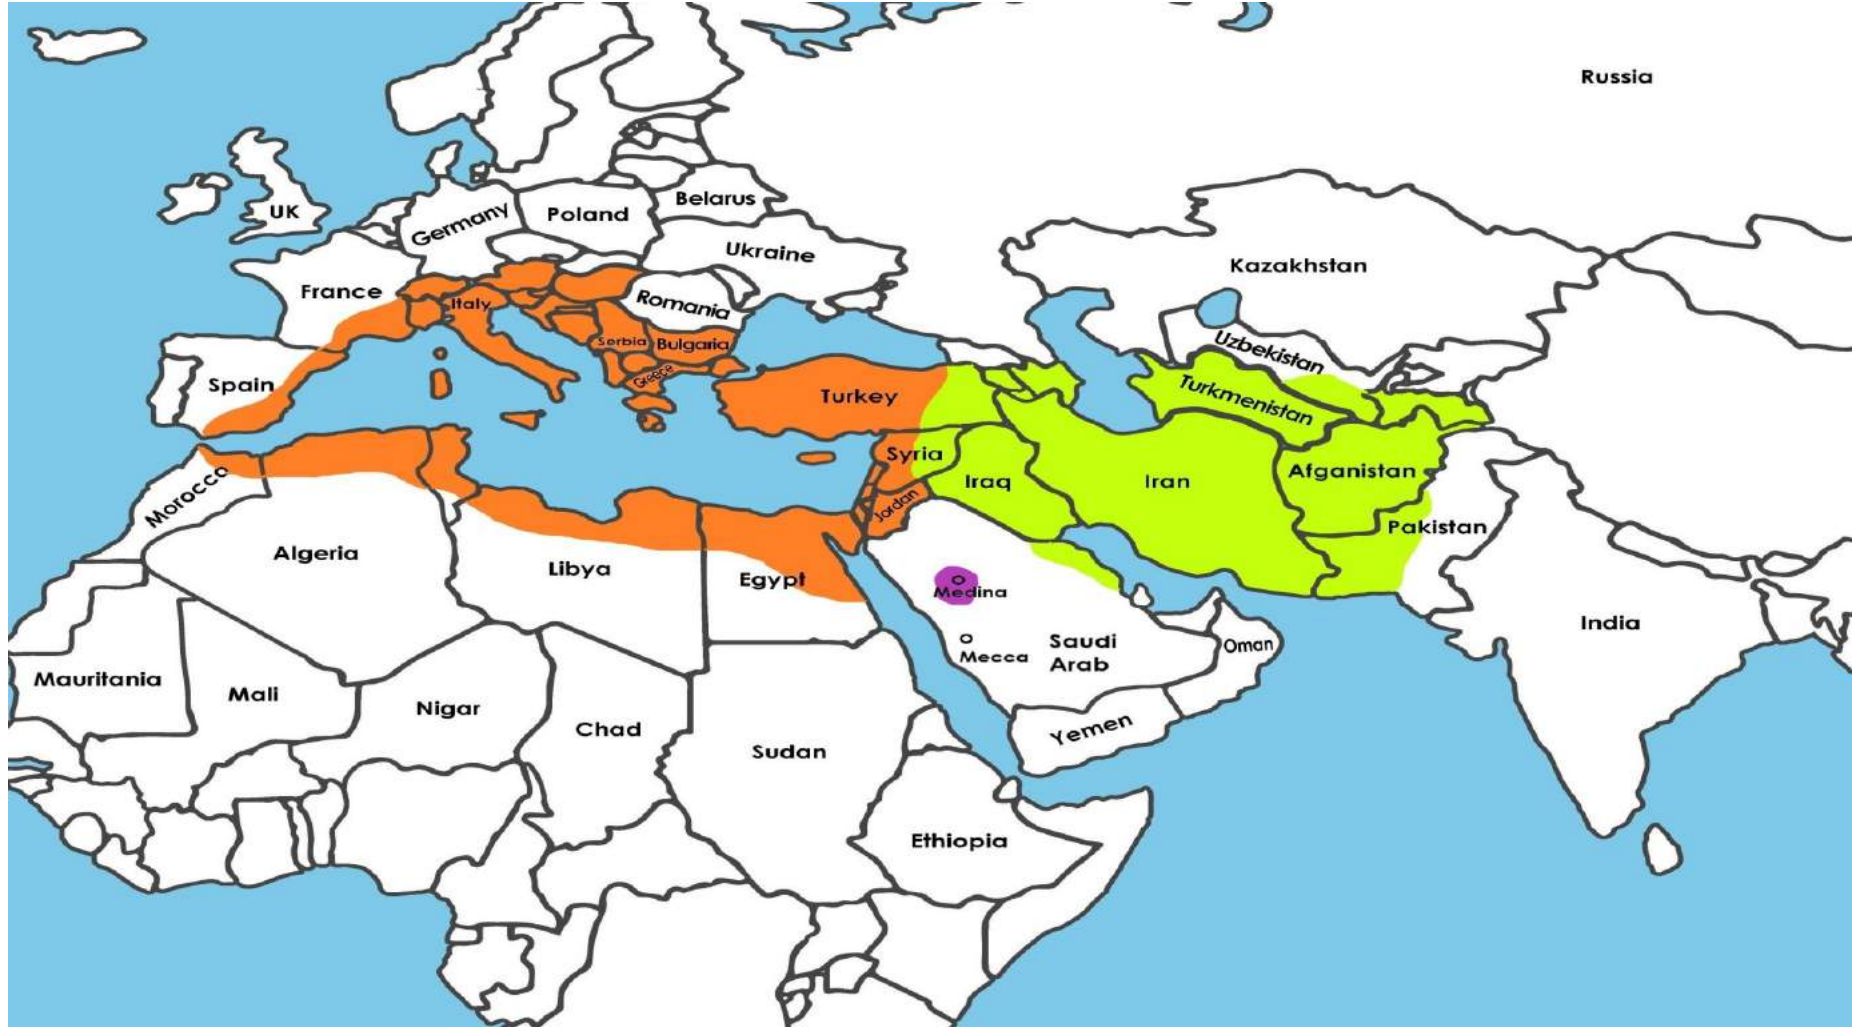 Russia
UK
Germany
Poland
Belarus
Ukraine
France
Kazakhstan
Italy
Romania
Serbia
Bulgaria
Uzbekistan
Spain
Greece
Turkey
Turkmenistan
Syria
Iraq
Iran
Afganistan
Morocco
Jordan
Pakistan
Algeria
Libya
Egypt
Medina
Mecca
Saudi
Arab
Oman
India
Mauritania
Mali
Nigar
Chad
Sudan
Yemen
Ethiopia